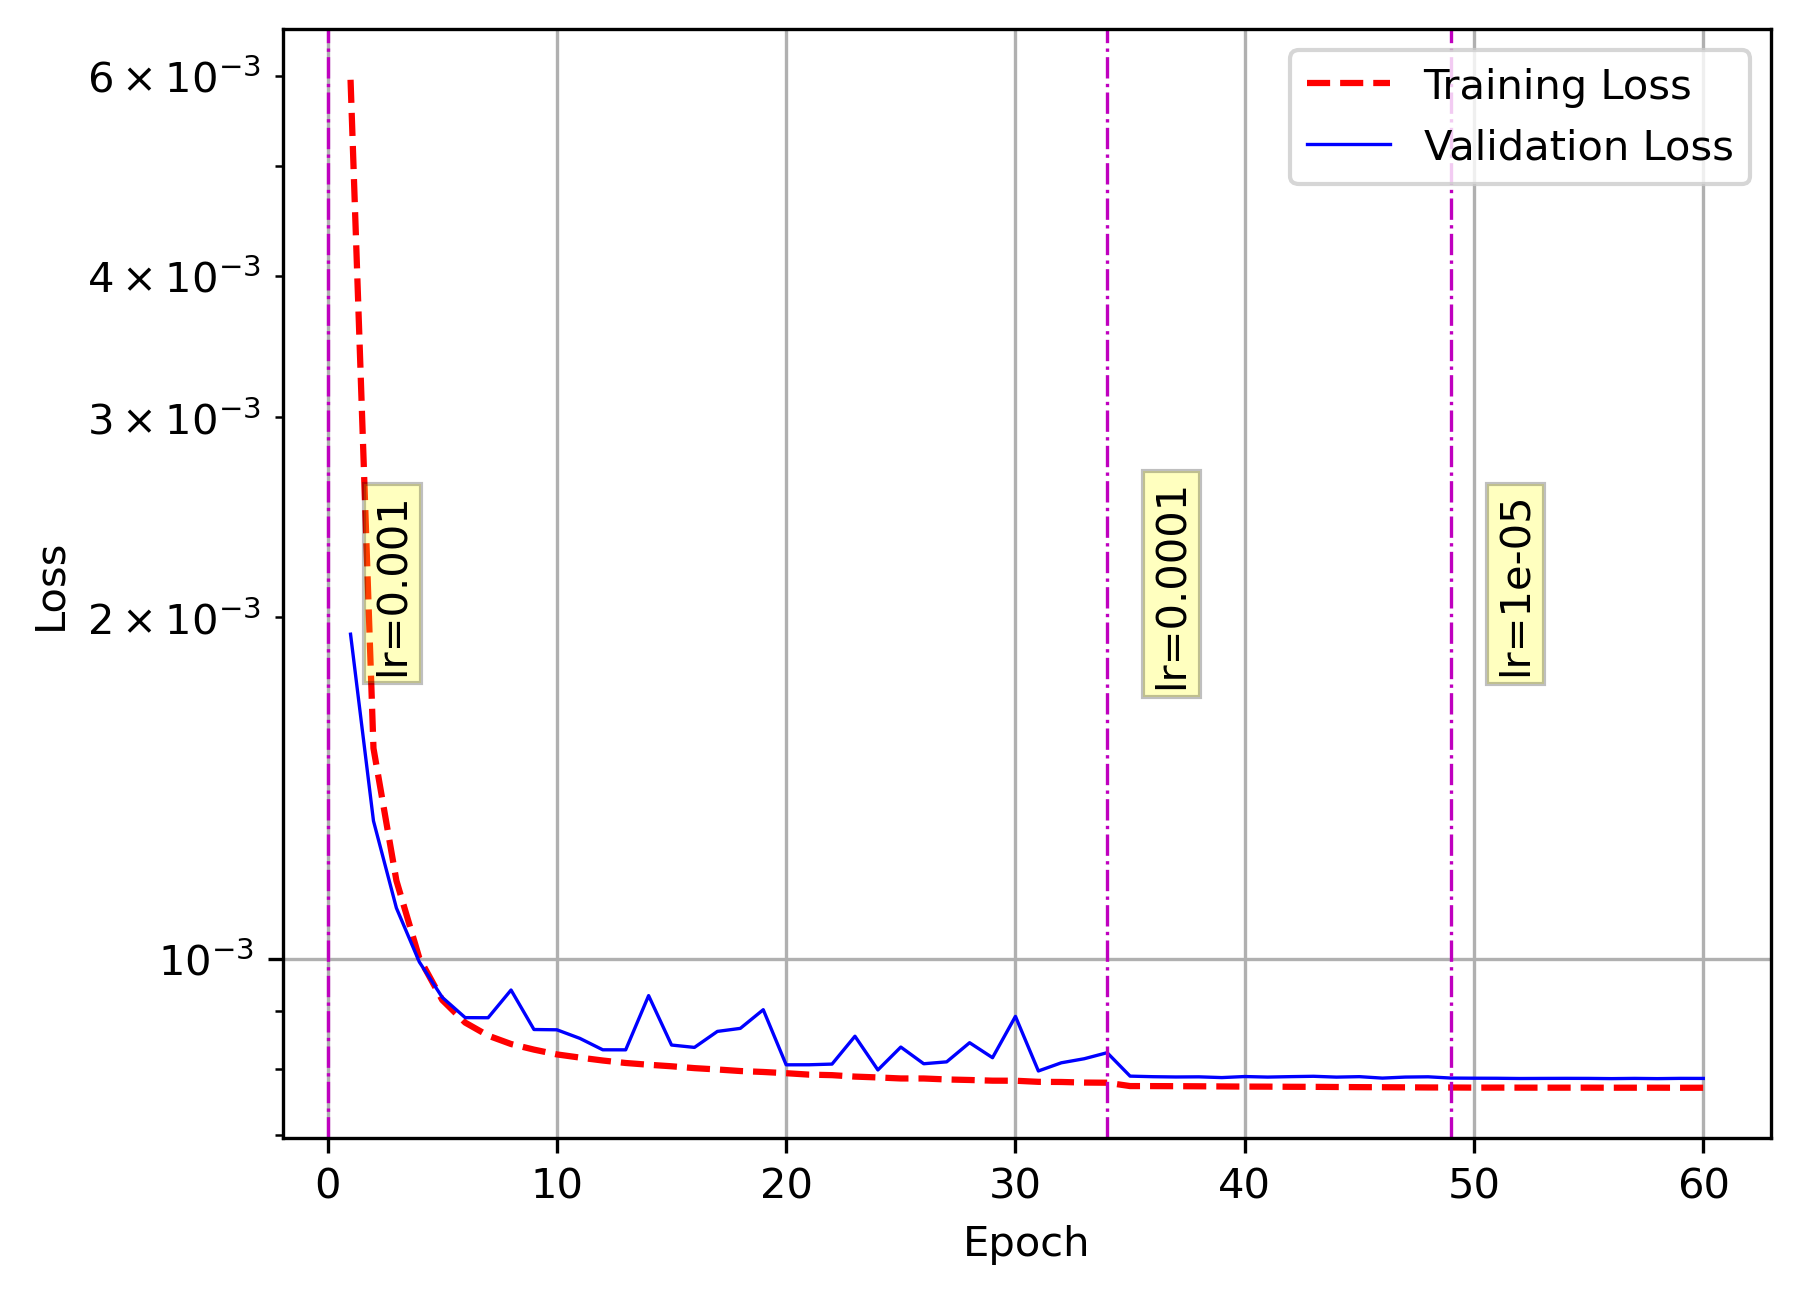 6×10⁻³
4×10⁻³
3×10⁻³
2×10⁻³
10⁻³
Loss
Training Loss
Validation Loss
lr=0.001
lr=0.0001
lr=1e-05
0 10 20 30 40 50 60
Epoch